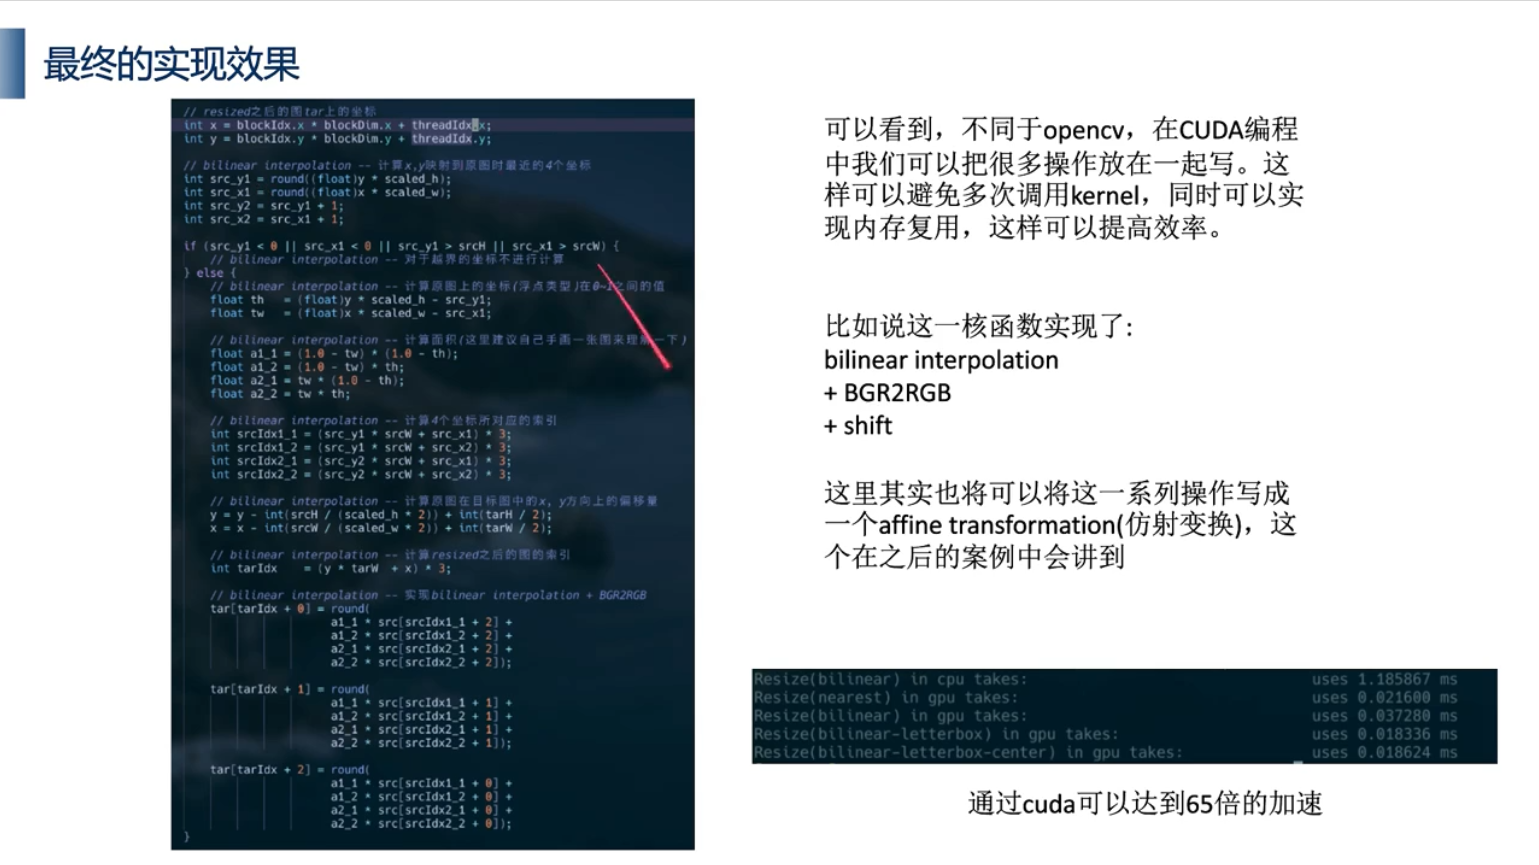 最终的实现效果
// resized之后的图tar上的坐标
int x = blockIdx.x * blockDim.x + threadIdx.x;
int y = blockIdx.y * blockDim.y + threadIdx.y;
// bilinear interpolation -- 计算x,y映射到原图时最近的4个坐标
int src_y1 = round((float)y * scaled_h);
int src_x1 = round((float)x * scaled_w);
int src_y2 = src_y1 + 1;
int src_x2 = src_x1 + 1;
if (src_y1 < 0 || src_x1 < 0 || src_y1 > srcH || src_x1 > srcW) {
// bilinear interpolation -- 对于越界的坐标不进行计算
} else {
// bilinear interpolation -- 计算原图上的坐标(浮点类型)在0~1之间的值
float th = (float)y * scaled_h - src_y1;
float tw = (float)x * scaled_w - src_x1;
// bilinear interpolation -- 计算面积(这里建议自己手画一张图来理解一下)
float a1_1 = (1.0 - tw) * (1.0 - th);
float a1_2 = (1.0 - tw) * th;
float a2_1 = tw * (1.0 - th);
float a2_2 = tw * th;
// bilinear interpolation -- 计算4个坐标所对应的索引
int srcIdx1_1 = (src_y1 * srcW + src_x1) * 3;
int srcIdx1_2 = (src_y1 * srcW + src_x2) * 3;
int srcIdx2_1 = (src_y2 * srcW + src_x1) * 3;
int srcIdx2_2 = (src_y2 * srcW + src_x2) * 3;
// bilinear interpolation -- 计算原图在目标图中的x, y方向上的偏移量
y = y - int(srcH / (scaled_h * 2)) + int(tarH / 2);
x = x - int(srcW / (scaled_w * 2)) + int(tarW / 2);
// bilinear interpolation -- 计算resized之后的图的索引
int tarIdx = (y * tarW + x) * 3;
// bilinear interpolation -- 实现bilinear interpolation + BGR2RGB
tar[tarIdx + 0] = round(
a1_1 * src[srcIdx1_1 + 2] +
a1_2 * src[srcIdx1_2 + 2] +
a2_1 * src[srcIdx2_1 + 2] +
a2_2 * src[srcIdx2_2 + 2]);
tar[tarIdx + 1] = round(
a1_1 * src[srcIdx1_1 + 1] +
a1_2 * src[srcIdx1_2 + 1] +
a2_1 * src[srcIdx2_1 + 1] +
a2_2 * src[srcIdx2_2 + 1]);
tar[tarIdx + 2] = round(
a1_1 * src[srcIdx1_1 + 0] +
a1_2 * src[srcIdx1_2 + 0] +
a2_1 * src[srcIdx2_1 + 0] +
a2_2 * src[srcIdx2_2 + 0]);
}
可以看到，不同于opencv，在CUDA编程
中我们可以把很多操作放在一起写。这
样可以避免多次调用kernel，同时可以实
现内存复用，这样可以提高效率。
比如说这一核函数实现了:
bilinear interpolation
+ BGR2RGB
+ shift
这里其实也将可以将这一系列操作写成
一个affine transformation(仿射变换)，这
个在之后的案例中会讲到
Resize(bilinear) in cpu takes: uses 1.185867 ms
Resize(nearest) in gpu takes: uses 0.021600 ms
Resize(bilinear) in gpu takes: uses 0.037280 ms
Resize(bilinear-letterbox) in gpu takes: uses 0.018336 ms
Resize(bilinear-letterbox-center) in gpu takes: uses 0.018624 ms
通过cuda可以达到65倍的加速